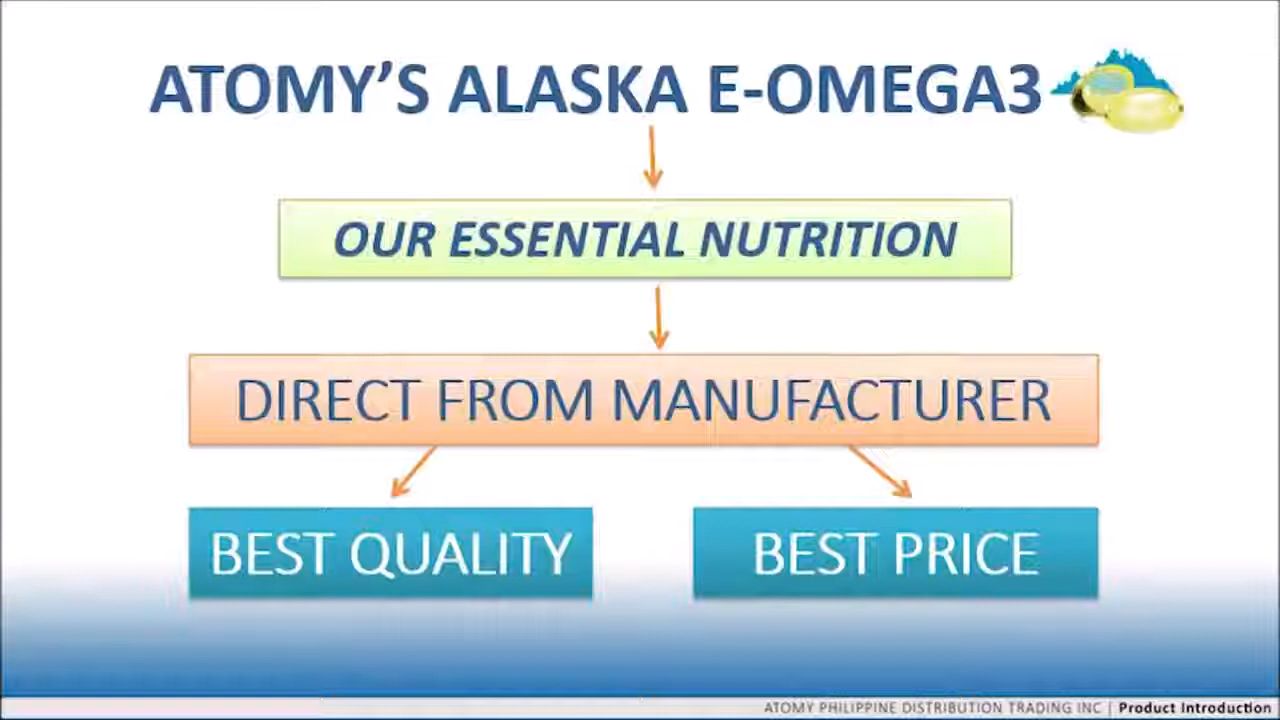 ATOMY'S ALASKA E-OMEGA3
OUR ESSENTIAL NUTRITION
DIRECT FROM MANUFACTURER
BEST QUALITY
BEST PRICE
ATOMY PHILIPPINE DISTRIBUTION TRADING INC | Product Introduction